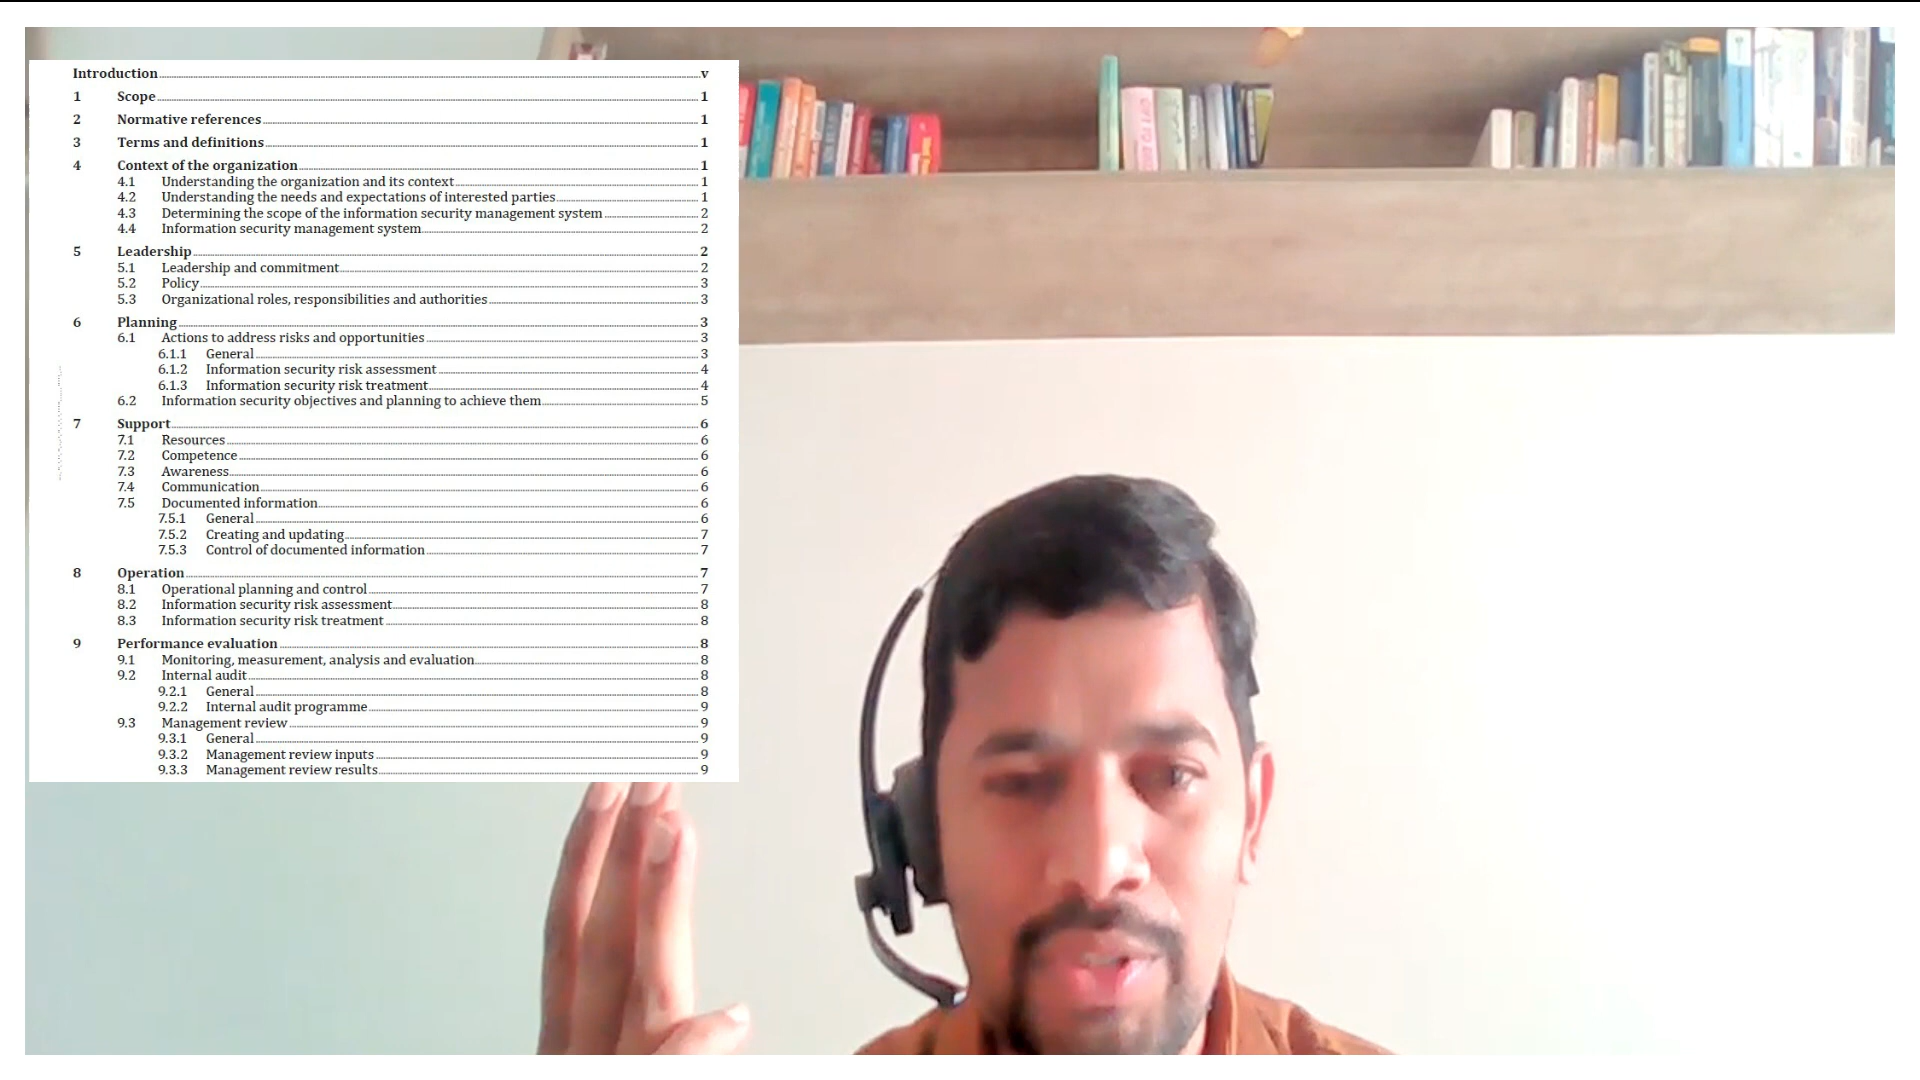 Introduction v
1 Scope 1
2 Normative references 1
3 Terms and definitions 1
4 Context of the organization 1
4.1 Understanding the organization and its context 1
4.2 Understanding the needs and expectations of interested parties 1
4.3 Determining the scope of the information security management system 2
4.4 Information security management system 2
5 Leadership 2
5.1 Leadership and commitment 2
5.2 Policy 3
5.3 Organizational roles, responsibilities and authorities 3
6 Planning 3
6.1 Actions to address risks and opportunities 3
6.1.1 General 3
6.1.2 Information security risk assessment 4
6.1.3 Information security risk treatment 4
6.2 Information security objectives and planning to achieve them 5
7 Support 6
7.1 Resources 6
7.2 Competence 6
7.3 Awareness 6
7.4 Communication 6
7.5 Documented information 6
7.5.1 General 6
7.5.2 Creating and updating 7
7.5.3 Control of documented information 7
8 Operation 7
8.1 Operational planning and control 7
8.2 Information security risk assessment 8
8.3 Information security risk treatment 8
9 Performance evaluation 8
9.1 Monitoring, measurement, analysis and evaluation 8
9.2 Internal audit 8
9.2.1 General 8
9.2.2 Internal audit programme 9
9.3 Management review 9
9.3.1 General 9
9.3.2 Management review inputs 9
9.3.3 Management review results 9